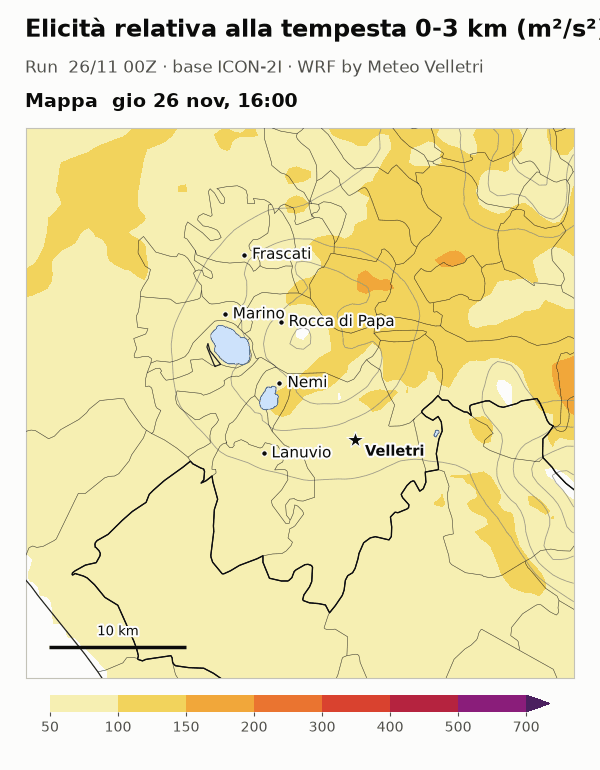 Elicità relativa alla tempesta 0-3 km (m²/s²)
Run  26/11 00Z · base ICON-2I · WRF by Meteo Velletri
Mappa  gio 26 nov, 16:00
Frascati
Marino
Rocca di Papa
Nemi
Lanuvio
Velletri
10 km
50 100 150 200 300 400 500 700